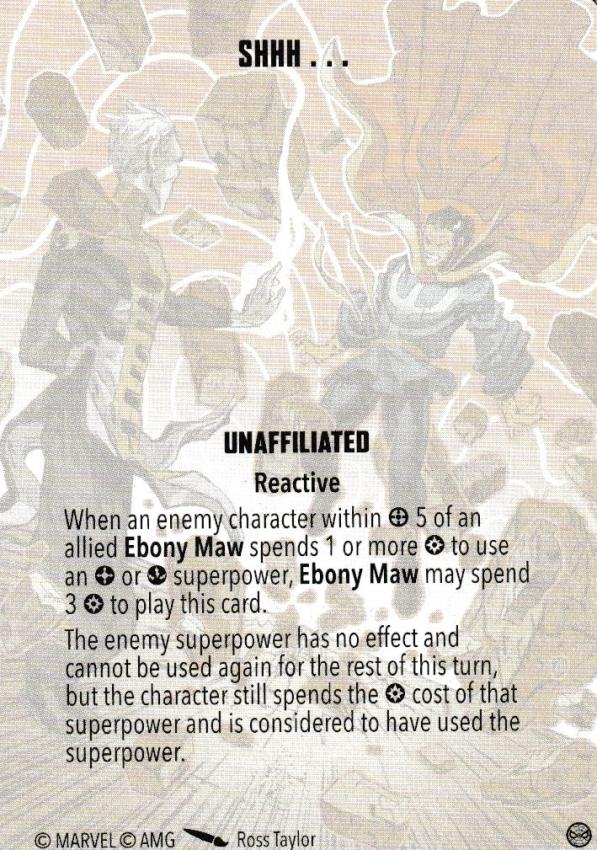 SHHH . . .
UNAFFILIATED
Reactive
When an enemy character within 5 of an
allied Ebony Maw spends 1 or more to use
an or superpower, Ebony Maw may spend
3 to play this card.
The enemy superpower has no effect and
cannot be used again for the rest of this turn,
but the character still spends the cost of that
superpower and is considered to have used the
superpower.
© MARVEL © AMG Ross Taylor